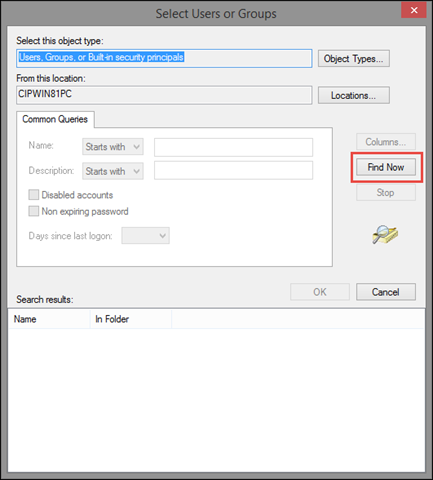 Select Users or Groups
Select this object type:
Users, Groups, or Built-in security principals
Object Types...
From this location:
CIPWIN81PC
Locations...
Common Queries
Name:
Starts with
Description:
Starts with
Disabled accounts
Non expiring password
Days since last logon:
Columns...
Find Now
Stop
OK
Cancel
Search results:
Name
In Folder